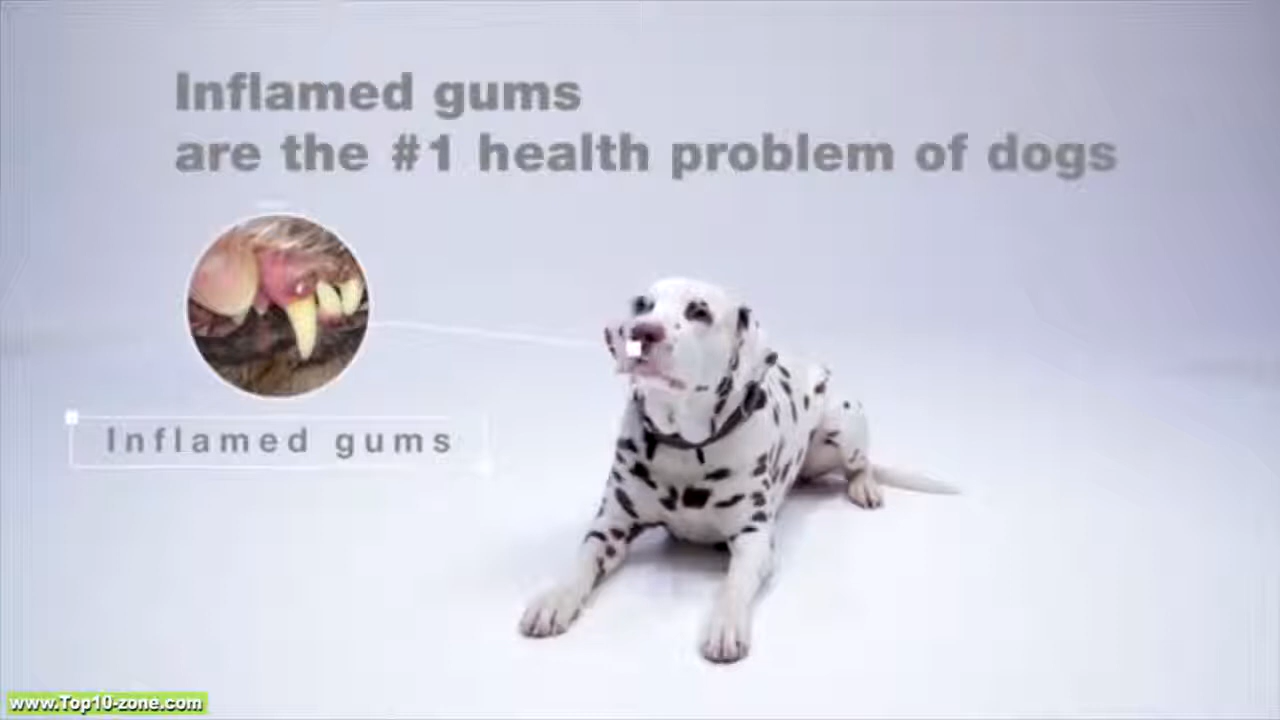 Inflamed gums
are the #1 health problem of dogs
Inflamed gums
www.Top10-zone.com